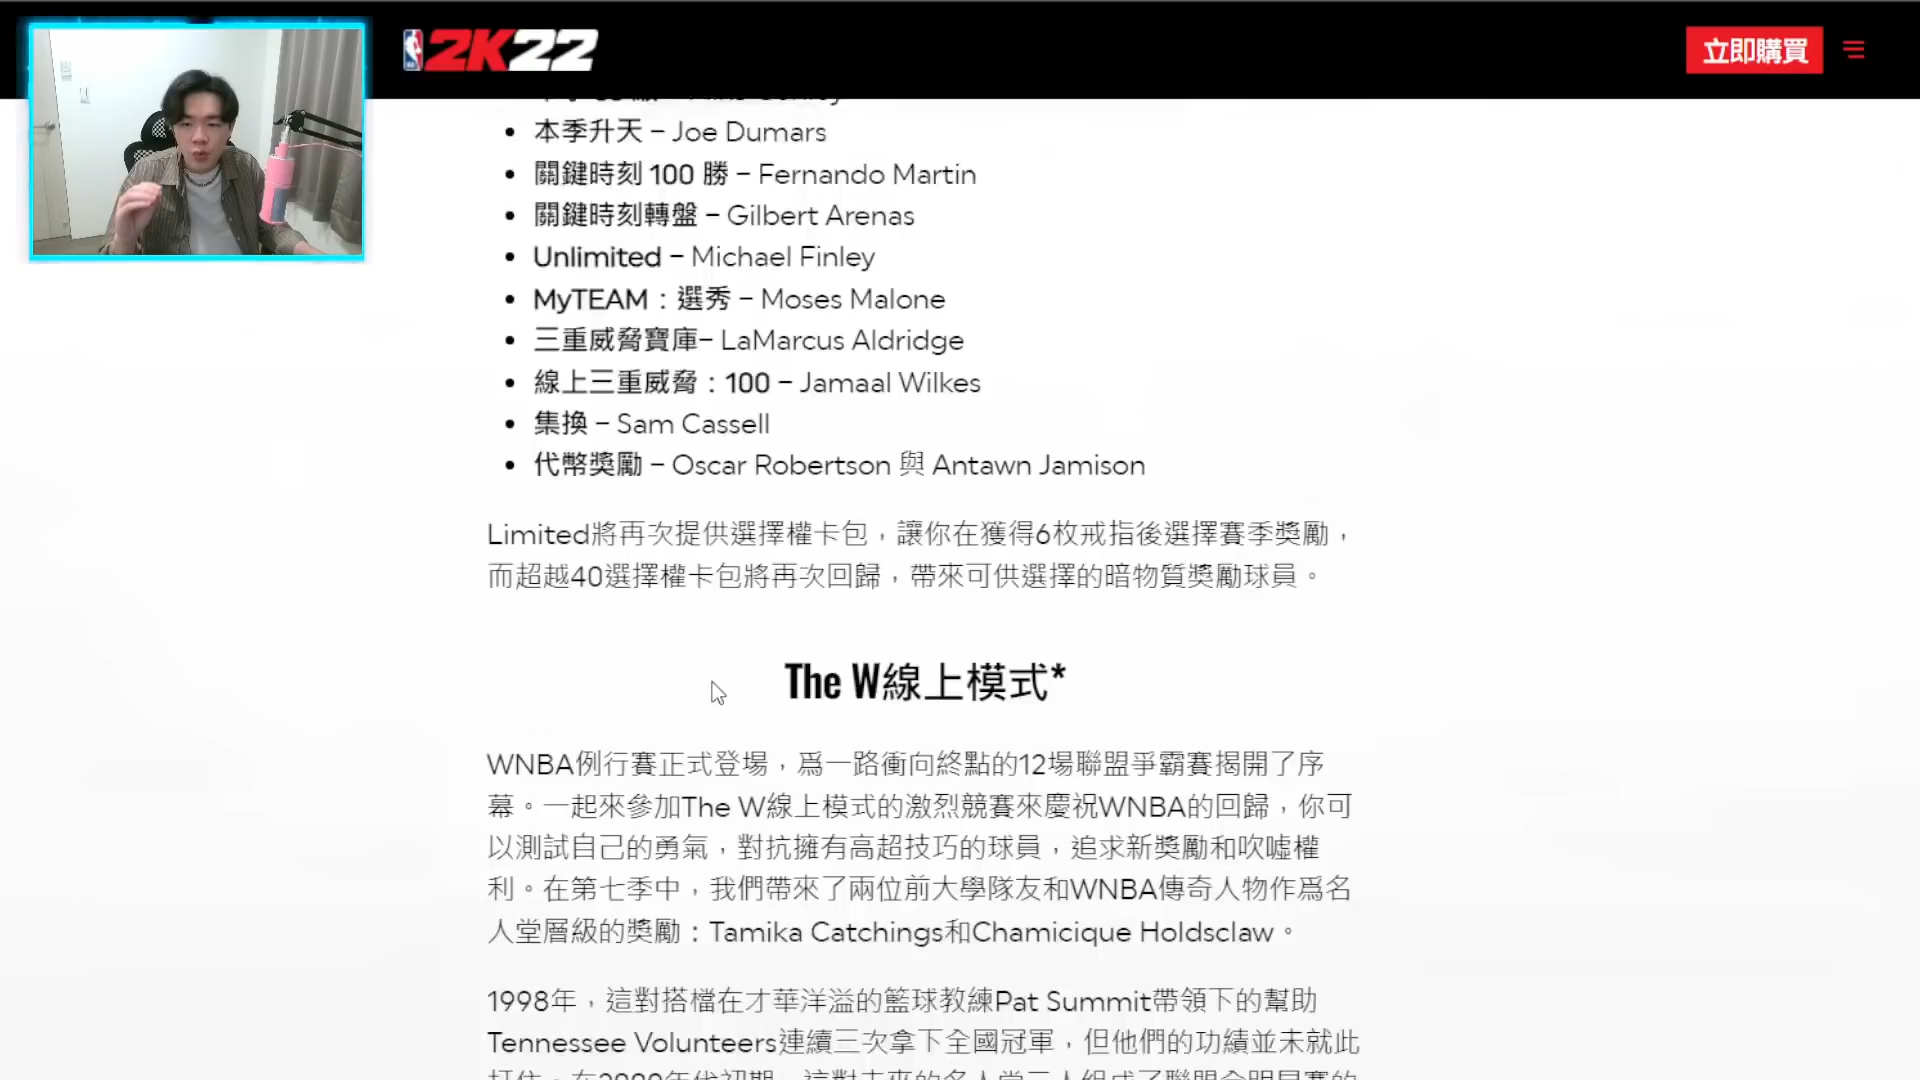 2K22
立即購買
本季升天 – Joe Dumars
關鍵時刻 100 勝 – Fernando Martin
關鍵時刻轉盤 – Gilbert Arenas
Unlimited – Michael Finley
MyTEAM：選秀 – Moses Malone
三重威脅寶庫– LaMarcus Aldridge
線上三重威脅：100 – Jamaal Wilkes
集換 – Sam Cassell
代幣獎勵 – Oscar Robertson 與 Antawn Jamison
Limited將再次提供選擇權卡包，讓你在獲得6枚戒指後選擇賽季獎勵，
而超越40選擇權卡包將再次回歸，帶來可供選擇的暗物質獎勵球員。
The W線上模式*
WNBA例行賽正式登場，爲一路衝向終點的12場聯盟爭霸賽揭開了序
幕。一起來參加The W線上模式的激烈競賽來慶祝WNBA的回歸，你可
以測試自己的勇氣，對抗擁有高超技巧的球員，追求新獎勵和吹噓權
利。在第七季中，我們帶來了兩位前大學隊友和WNBA傳奇人物作爲名
人堂層級的獎勵：Tamika Catchings和Chamicique Holdsclaw。
1998年，這對搭檔在才華洋溢的籃球教練Pat Summit帶領下的幫助
Tennessee Volunteers連續三次拿下全國冠軍，但他們的功績並未就此